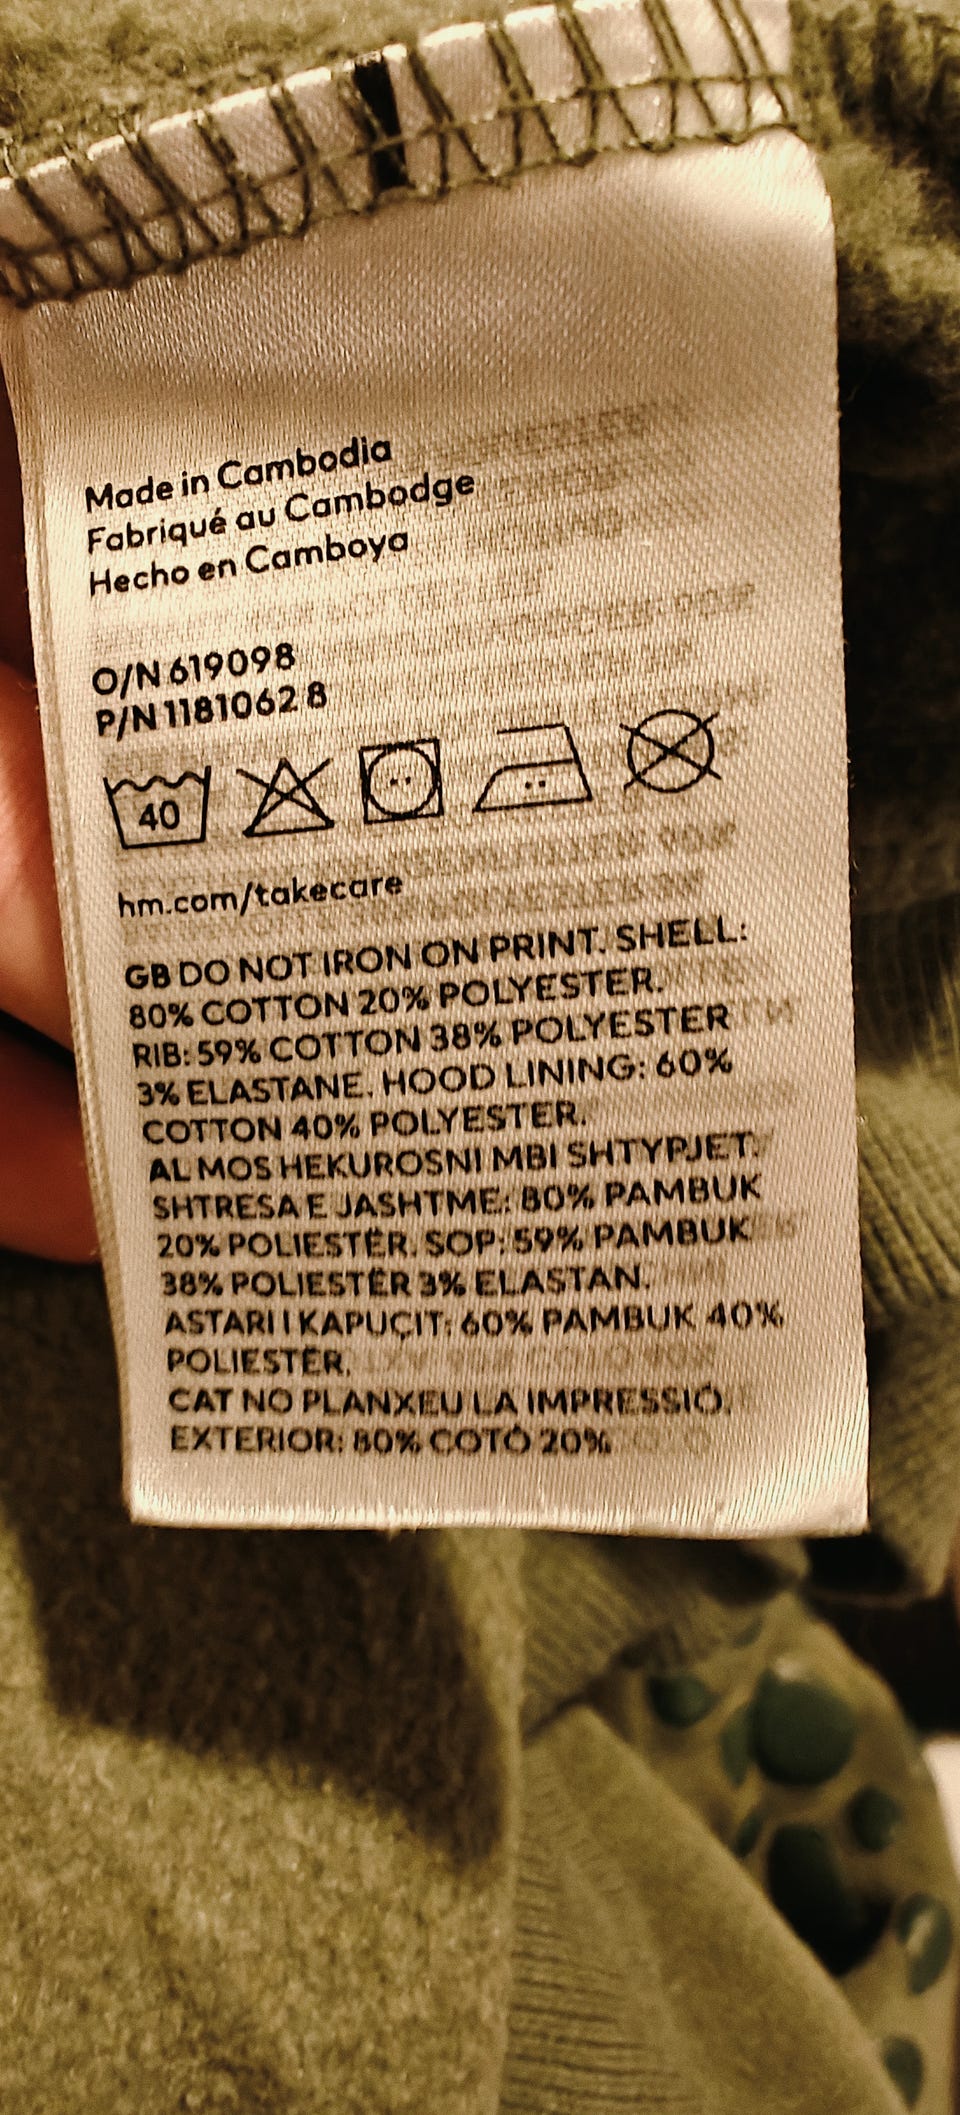 Made in Cambodia
Fabriqué au Cambodge
Hecho en Camboya
O/N 619098
P/N 1181062 8
40
hm.com/takecare
GB DO NOT IRON ON PRINT. SHELL:
80% COTTON 20% POLYESTER.
RIB: 59% COTTON 38% POLYESTER
3% ELASTANE. HOOD LINING: 60%
COTTON 40% POLYESTER.
AL MOS HEKUROSNI MBI SHTYPJET.
SHTRESA E JASHTME: 80% PAMBUK
20% POLIESTËR. SOP: 59% PAMBUK
38% POLIESTËR 3% ELASTAN.
ASTARI I KAPUÇIT: 60% PAMBUK 40%
POLIESTËR.
CAT NO PLANXEU LA IMPRESSIÓ.
EXTERIOR: 80% COTÓ 20%